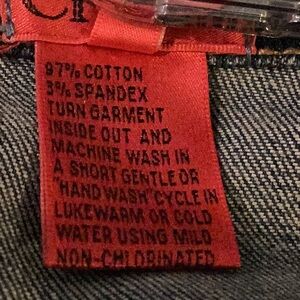 97% COTTON
3% SPANDEX
TURN GARMENT
INSIDE OUT AND
MACHINE WASH IN
A SHORT GENTLE OR
"HAND WASH" CYCLE IN
LUKEWARM OR COLD
WATER USING MILD
NON-CHLORINATED